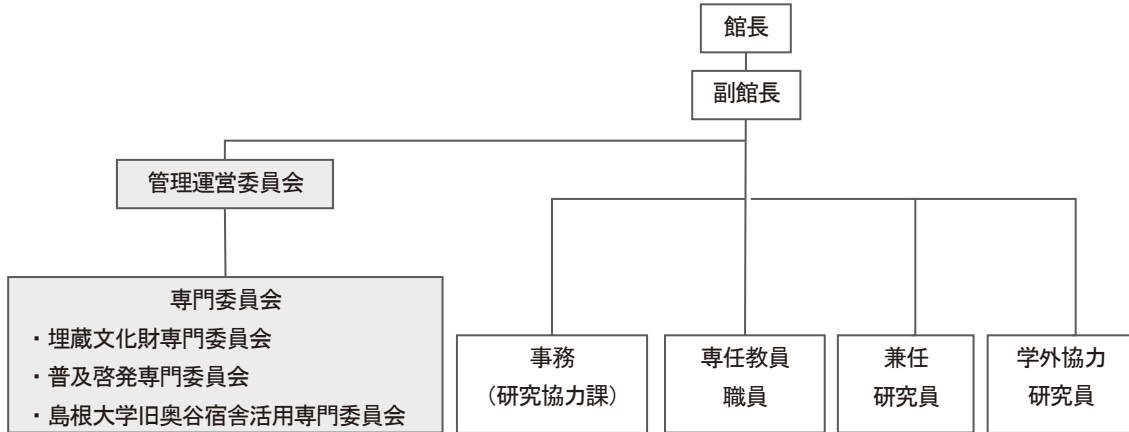 館長
副館長
管理運営委員会
専門委員会
・埋蔵文化財専門委員会
・普及啓発専門委員会
・島根大学旧奥谷宿舎活用専門委員会
事務
（研究協力課）
専任教員
職員
兼任
研究員
学外協力
研究員